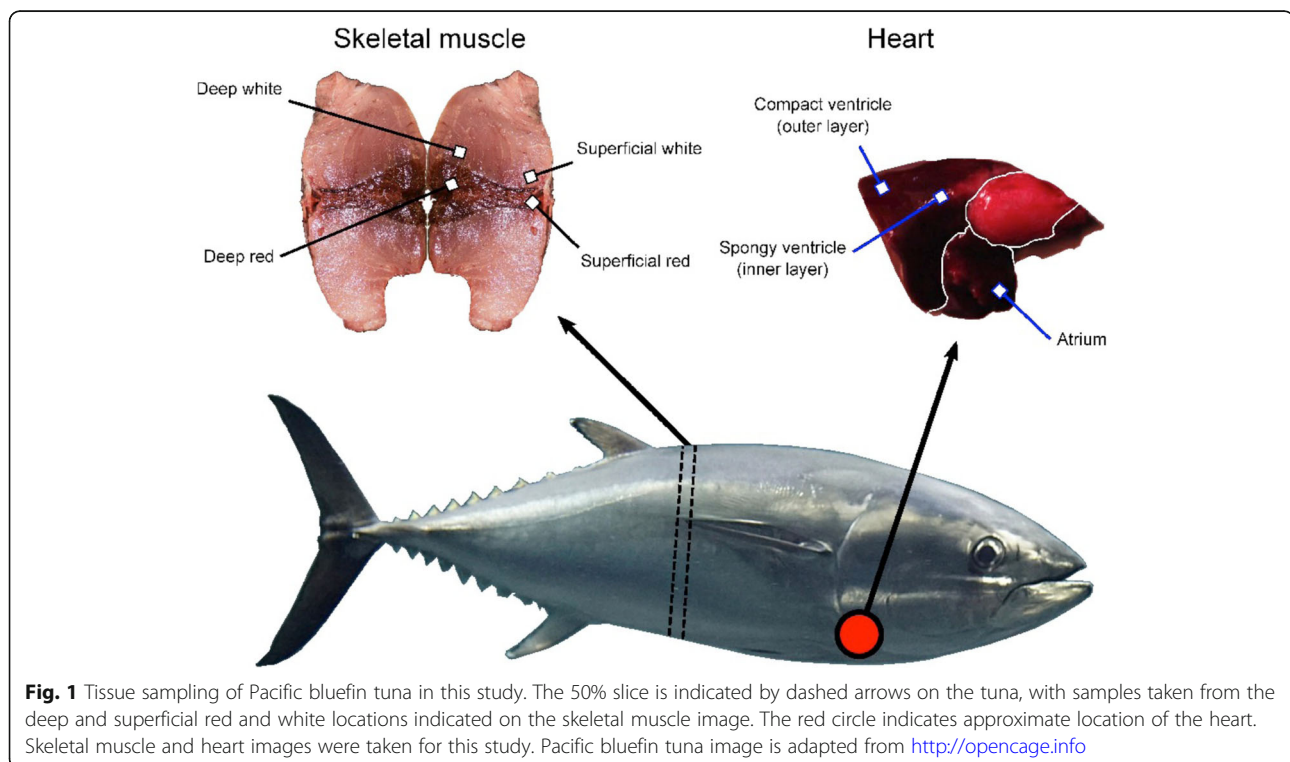 Skeletal muscle
Heart
Deep white
Superficial white
Deep red
Superficial red
Compact ventricle
(outer layer)
Spongy ventricle
(inner layer)
Atrium
Fig. 1 Tissue sampling of Pacific bluefin tuna in this study. The 50% slice is indicated by dashed arrows on the tuna, with samples taken from the
deep and superficial red and white locations indicated on the skeletal muscle image. The red circle indicates approximate location of the heart.
Skeletal muscle and heart images were taken for this study. Pacific bluefin tuna image is adapted from http://opencage.info